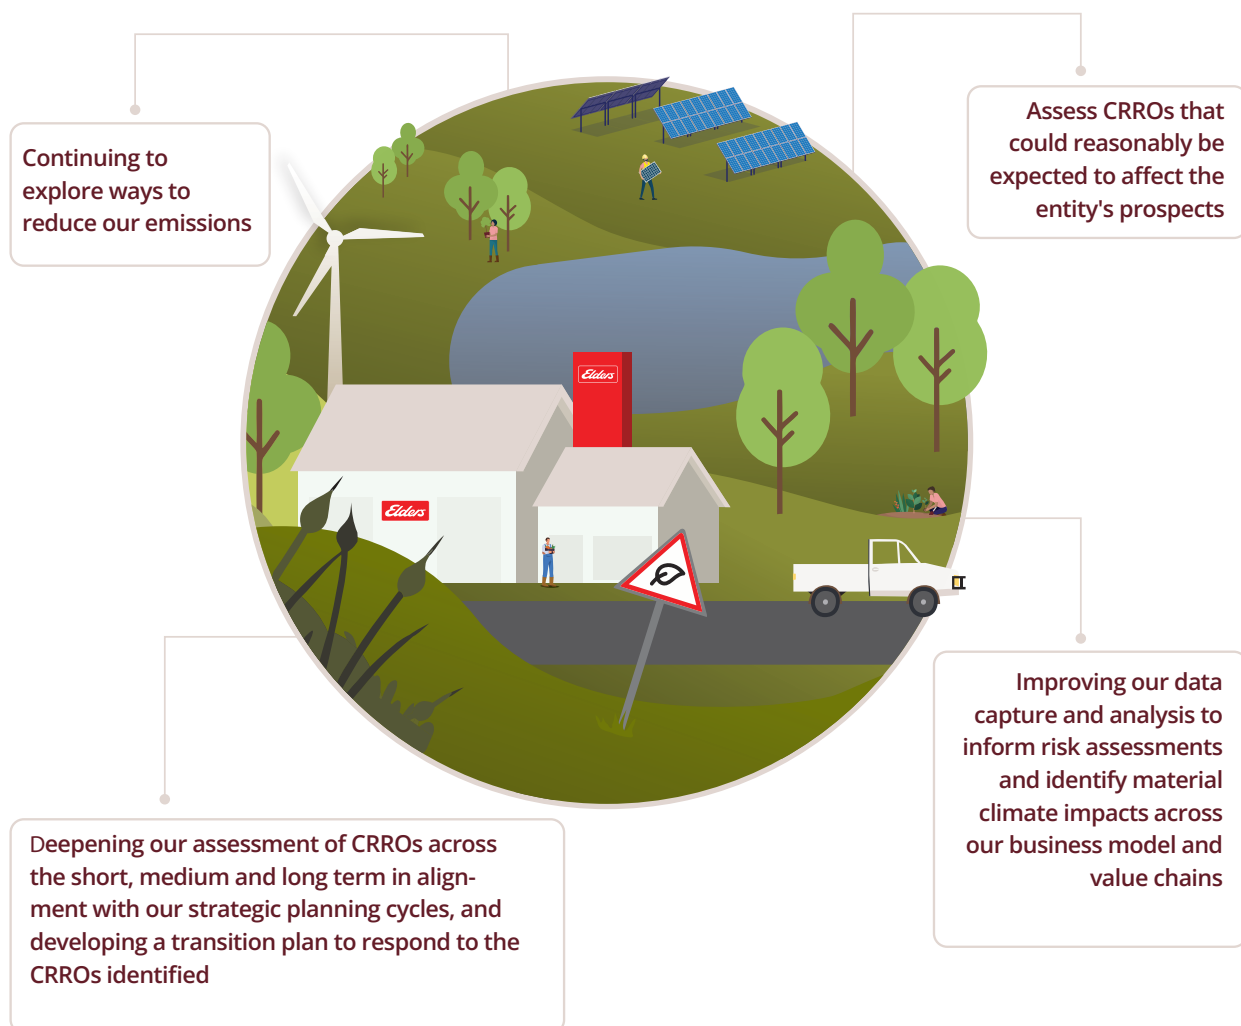 Continuing to
explore ways to
reduce our emissions
Assess CRROs that
could reasonably be
expected to affect the
entity's prospects
Elders
Elders
Improving our data
capture and analysis to
inform risk assessments
and identify material
climate impacts across
our business model and
value chains
Deepening our assessment of CRROs across
the short, medium and long term in align-
ment with our strategic planning cycles, and
developing a transition plan to respond to the
CRROs identified